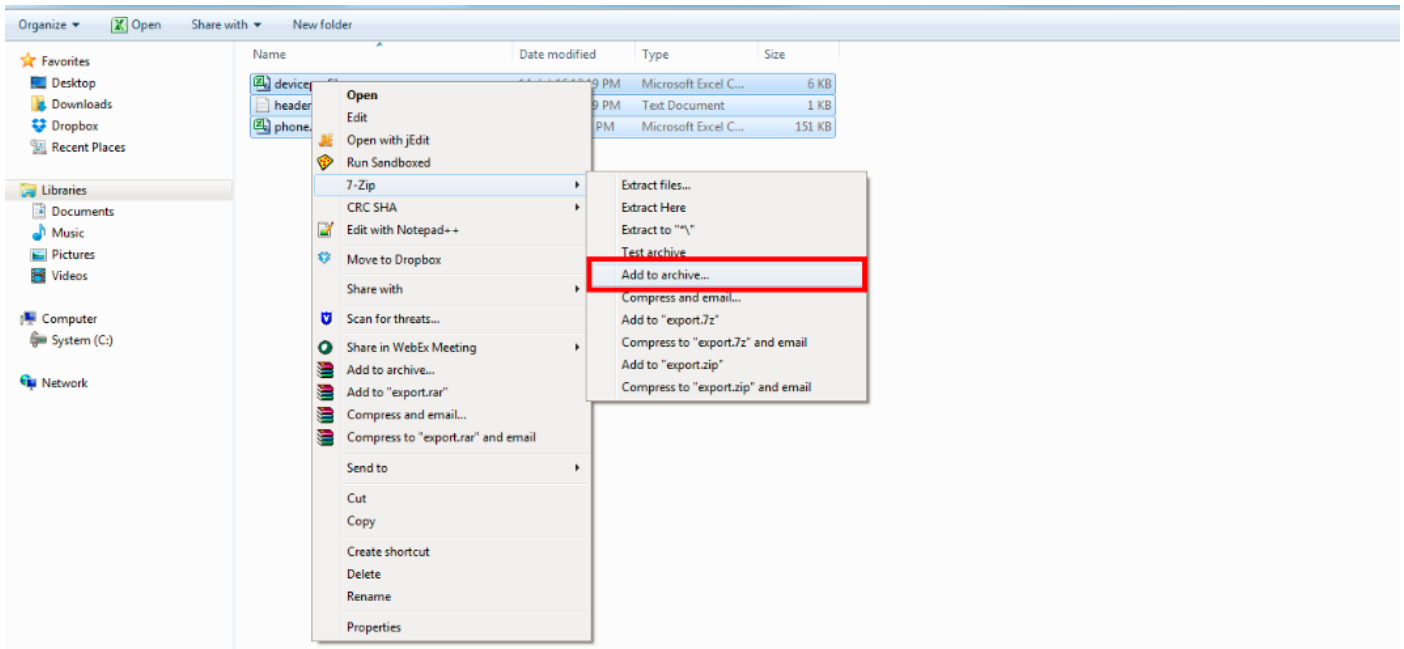 Organize Open Share with New folder
Name Date modified Type Size
Favorites
Desktop
Downloads
Dropbox
Recent Places
Libraries
Documents
Music
Pictures
Videos
Computer
System (C:)
Network
9 PM Microsoft Excel C... 6 KB
header 9 PM Text Document 1 KB
phone. PM Microsoft Excel C... 151 KB
Open
Edit
Open with jEdit
Run Sandboxed
7-Zip
CRC SHA
Edit with Notepad++
Move to Dropbox
Share with
Scan for threats...
Share in WebEx Meeting
Add to archive...
Add to "export.rar"
Compress and email...
Compress to "export.rar" and email
Send to
Cut
Copy
Create shortcut
Delete
Rename
Properties
Extract files...
Extract Here
Extract to "*\"
Test archive
Add to archive...
Compress and email...
Add to "export.7z"
Compress to "export.7z" and email
Add to "export.zip"
Compress to "export.zip" and email